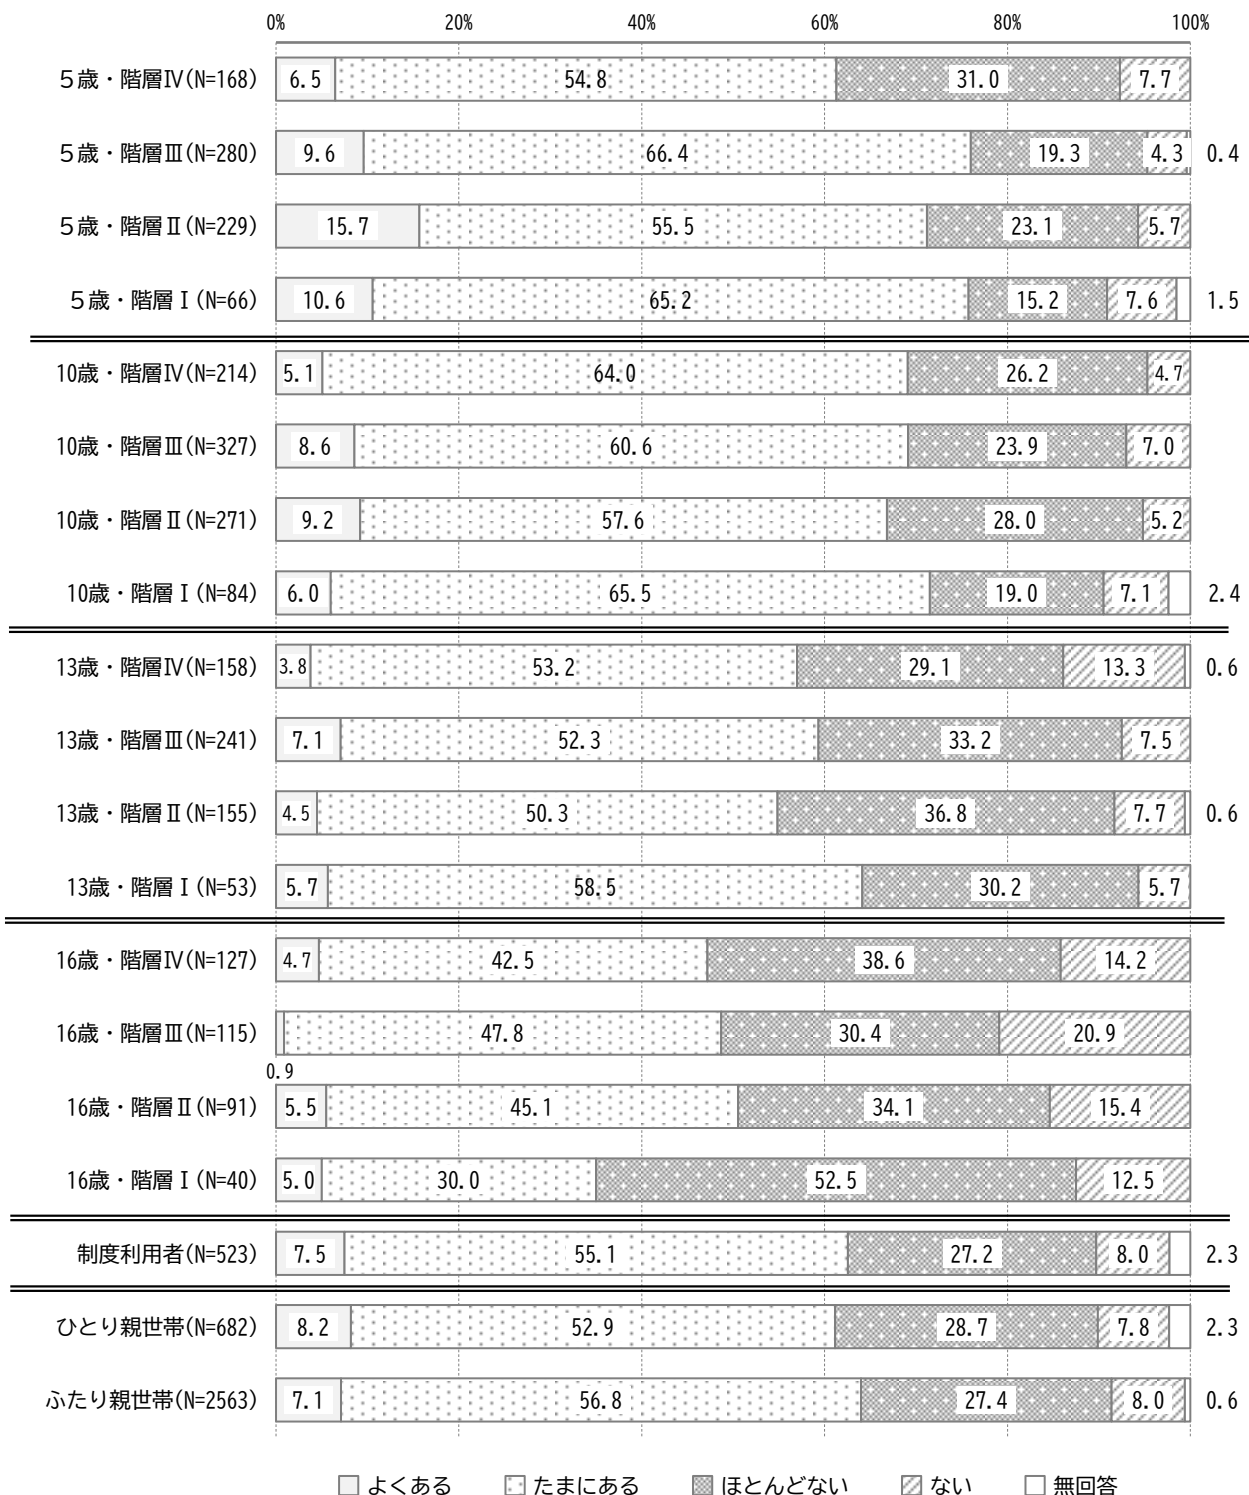 0% 20% 40% 60% 80% 100%
5歳・階層Ⅳ(N=168) 6.5 54.8 31.0 7.7
5歳・階層Ⅲ(N=280) 9.6 66.4 19.3 4.3 0.4
5歳・階層Ⅱ(N=229) 15.7 55.5 23.1 5.7
5歳・階層Ⅰ(N=66) 10.6 65.2 15.2 7.6 1.5
10歳・階層Ⅳ(N=214) 5.1 64.0 26.2 4.7
10歳・階層Ⅲ(N=327) 8.6 60.6 23.9 7.0
10歳・階層Ⅱ(N=271) 9.2 57.6 28.0 5.2
10歳・階層Ⅰ(N=84) 6.0 65.5 19.0 7.1 2.4
13歳・階層Ⅳ(N=158) 3.8 53.2 29.1 13.3 0.6
13歳・階層Ⅲ(N=241) 7.1 52.3 33.2 7.5
13歳・階層Ⅱ(N=155) 4.5 50.3 36.8 7.7 0.6
13歳・階層Ⅰ(N=53) 5.7 58.5 30.2 5.7
16歳・階層Ⅳ(N=127) 4.7 42.5 38.6 14.2
16歳・階層Ⅲ(N=115) 47.8 30.4 20.9
0.9
16歳・階層Ⅱ(N=91) 5.5 45.1 34.1 15.4
16歳・階層Ⅰ(N=40) 5.0 30.0 52.5 12.5
制度利用者(N=523) 7.5 55.1 27.2 8.0 2.3
ひとり親世帯(N=682) 8.2 52.9 28.7 7.8 2.3
ふたり親世帯(N=2563) 7.1 56.8 27.4 8.0 0.6
よくある たまにある ほとんどない ない 無回答